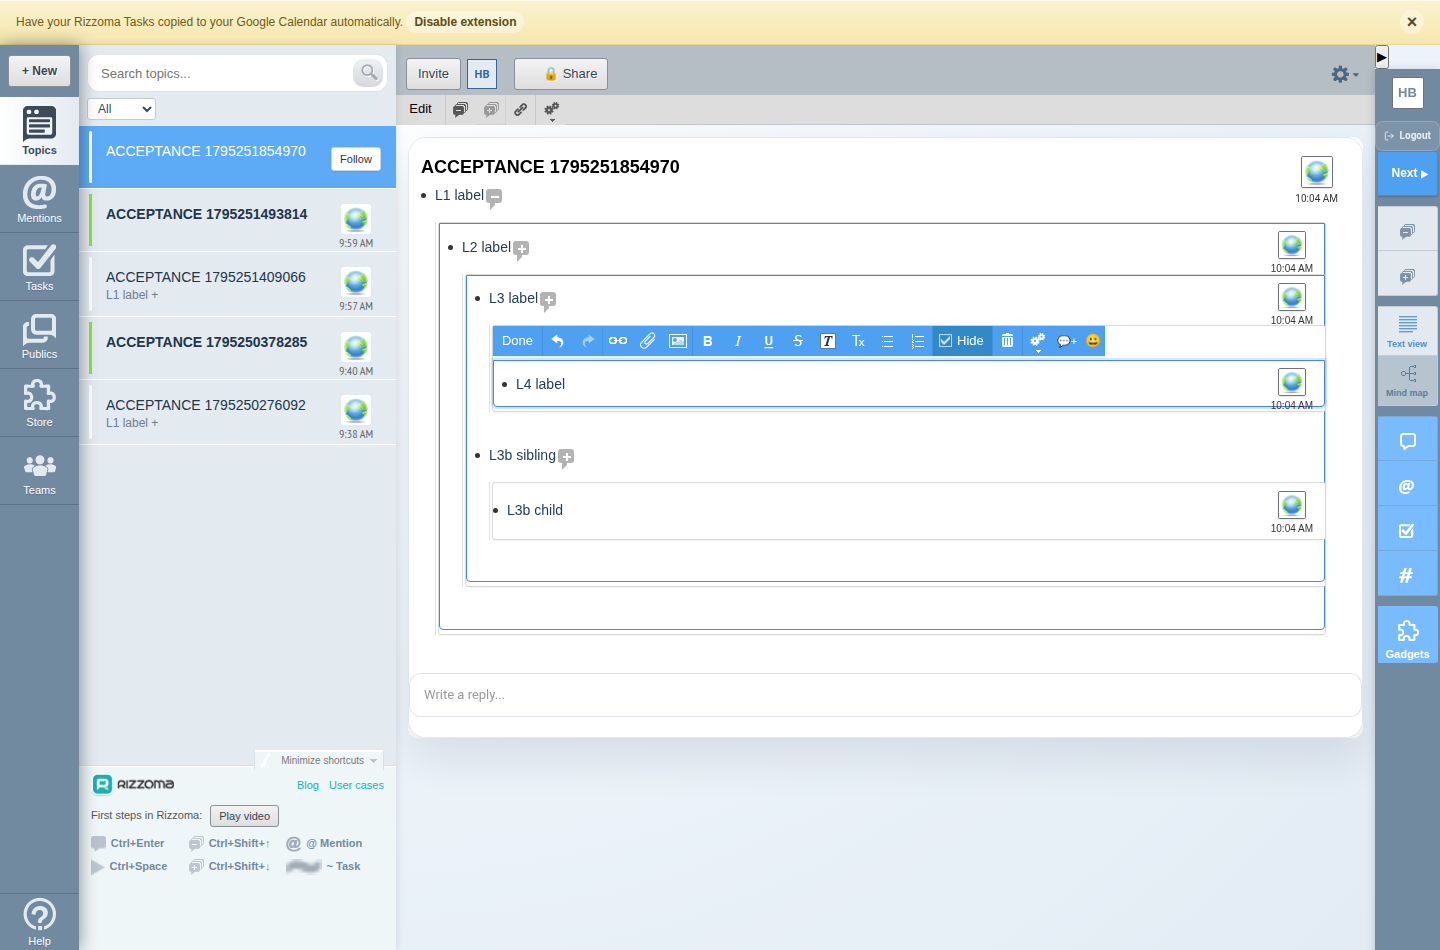 Have your Rizzoma Tasks copied to your Google Calendar automatically. Disable extension ×
+ New
Topics
Mentions
Tasks
Publics
Store
Teams
Help
Search topics...
All
ACCEPTANCE 1795251854970
Follow
ACCEPTANCE 1795251493814
9:59 AM
ACCEPTANCE 1795251409066
L1 label +
9:57 AM
ACCEPTANCE 1795250378285
9:40 AM
ACCEPTANCE 1795250276092
L1 label +
9:38 AM
Minimize shortcuts
RIZZOMA
Blog User cases
First steps in Rizzoma: Play video
Ctrl+Enter Ctrl+Shift+↑ @ Mention
Ctrl+Space Ctrl+Shift+↓ ~ Task
Invite HB Share
Edit
ACCEPTANCE 1795251854970
10:04 AM
• L1 label
• L2 label
10:04 AM
• L3 label
10:04 AM
Done B I U S T Tx Hide
• L4 label
10:04 AM
• L3b sibling
• L3b child
10:04 AM
Write a reply...
HB
Logout
Next ▶
Text view
Mind map
@
#
Gadgets